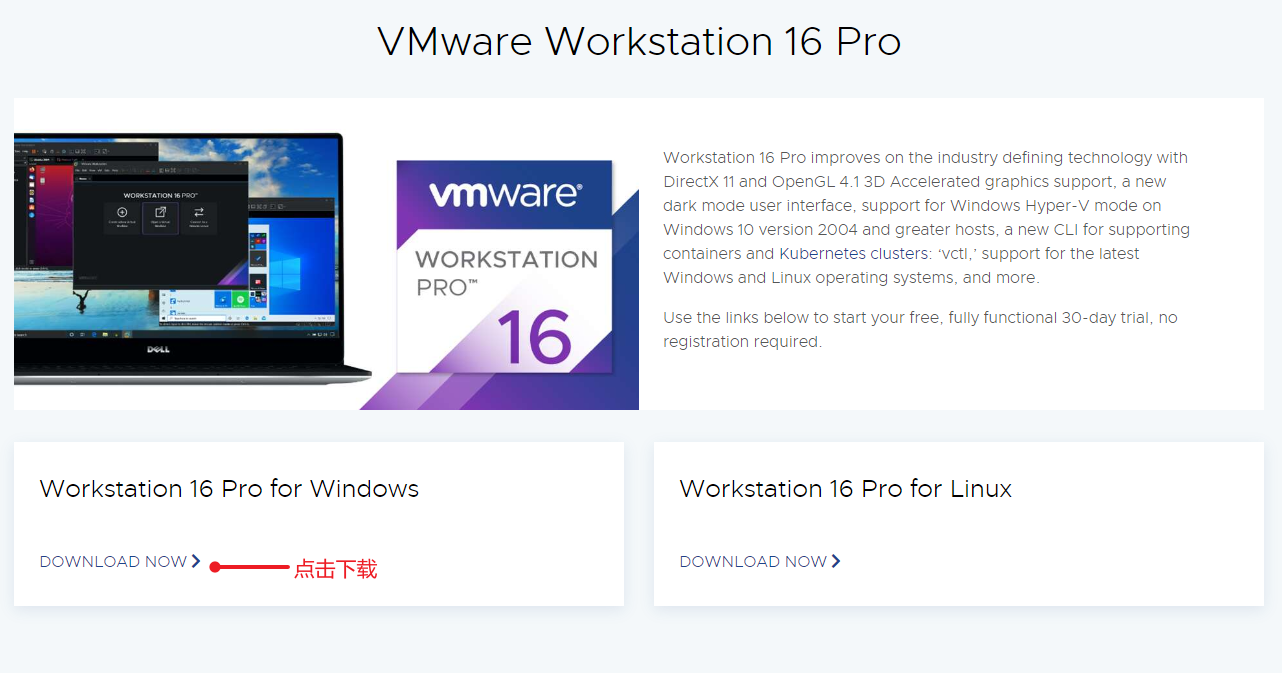 VMware Workstation 16 Pro
WORKSTATION 16 PRO™
DELL
vmware®
WORKSTATION
PRO™
16
Workstation 16 Pro improves on the industry defining technology with
DirectX 11 and OpenGL 4.1 3D Accelerated graphics support, a new
dark mode user interface, support for Windows Hyper-V mode on
Windows 10 version 2004 and greater hosts, a new CLI for supporting
containers and Kubernetes clusters: ‘vctl,’ support for the latest
Windows and Linux operating systems, and more.
Use the links below to start your free, fully functional 30-day trial, no
registration required.
Workstation 16 Pro for Windows
DOWNLOAD NOW
点击下载
Workstation 16 Pro for Linux
DOWNLOAD NOW